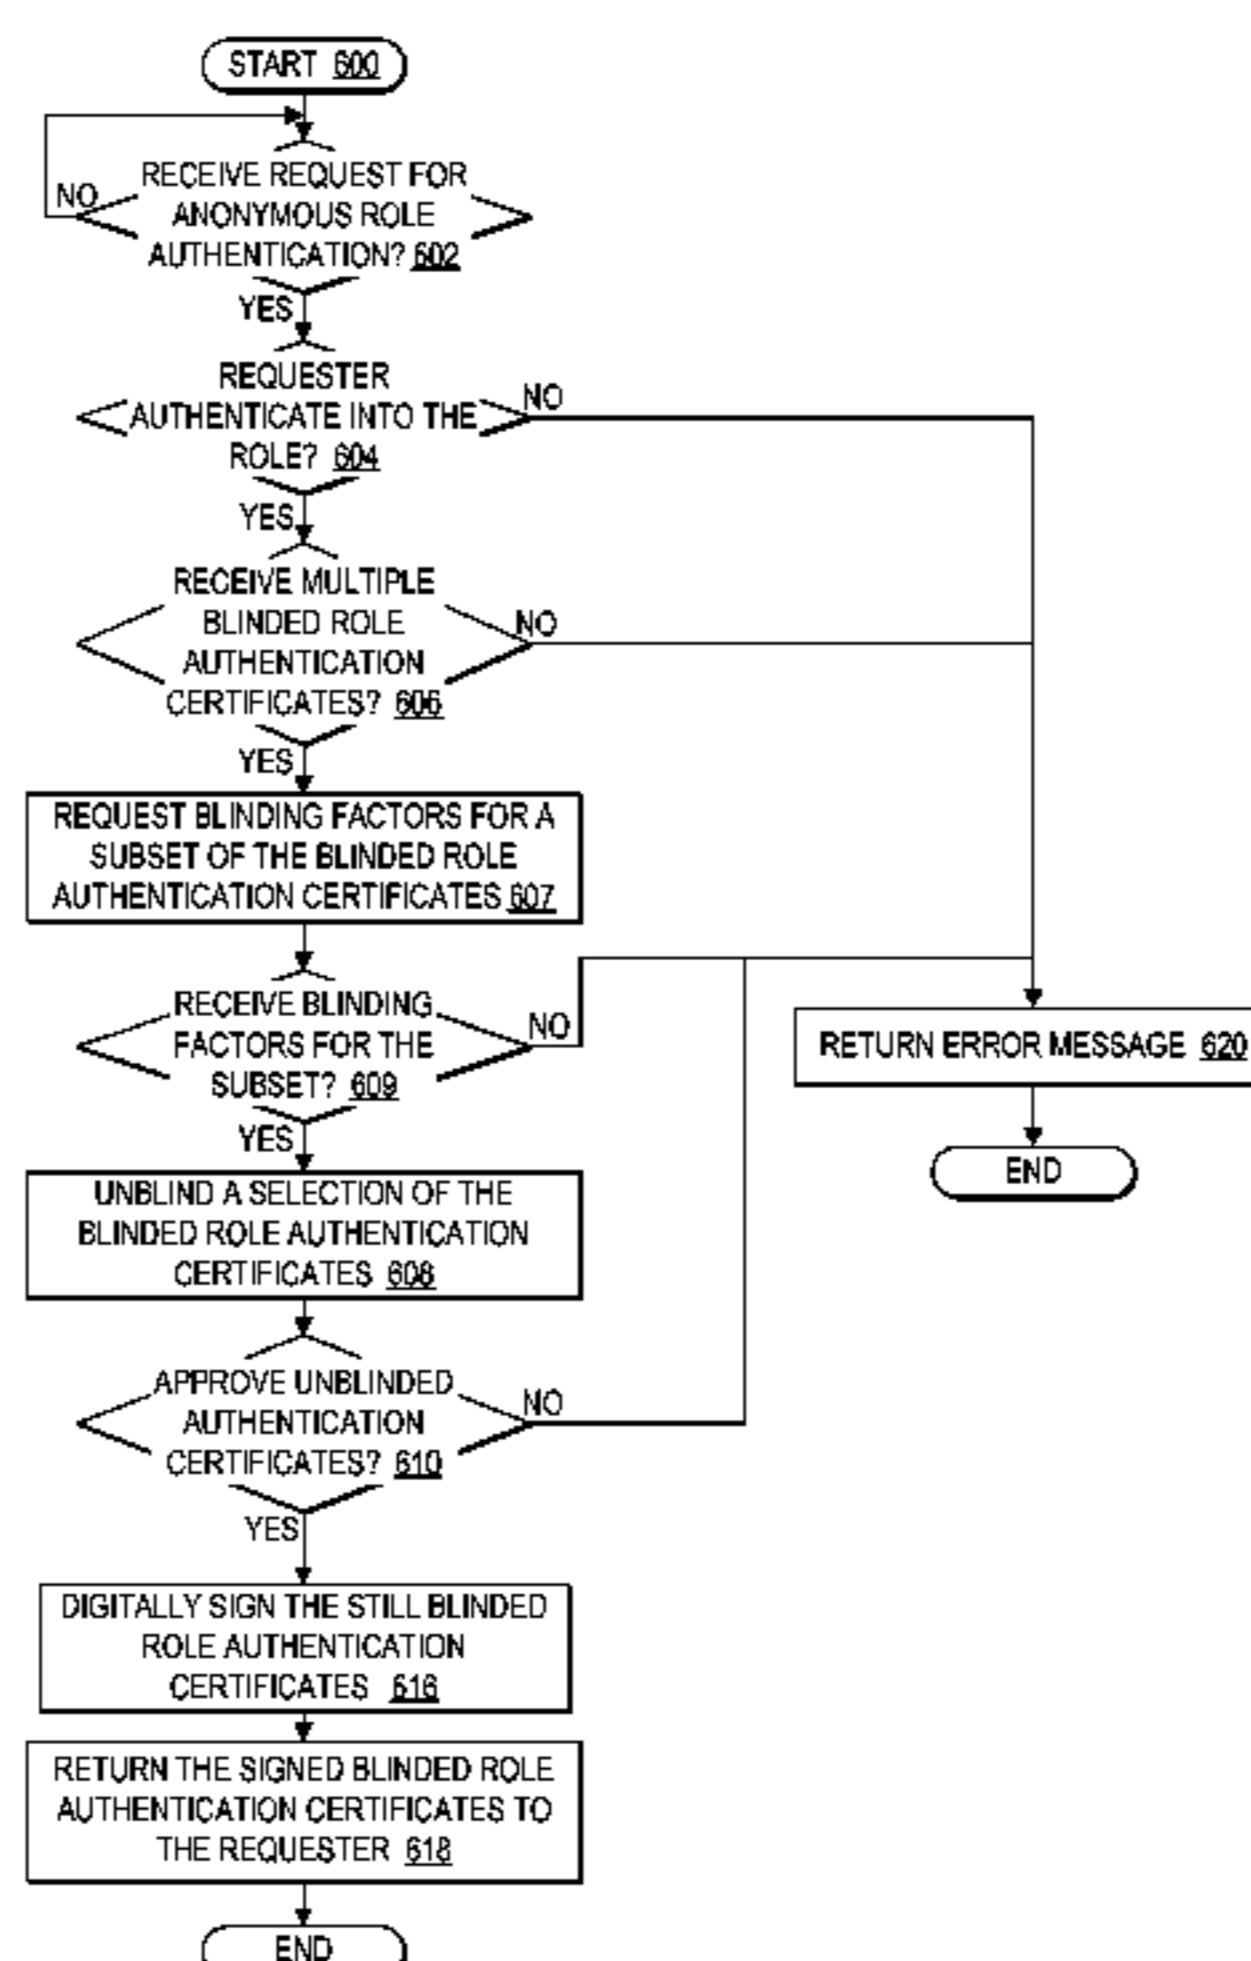 START 600
RECEIVE REQUEST FOR
NO
ANONYMOUS ROLE
AUTHENTICATION? 602
YES
REQUESTER
NO
AUTHENTICATE INTO THE
ROLE? 604
YES
RECEIVE MULTIPLE
BLINDED ROLE
NO
AUTHENTICATION
CERTIFICATES? 606
YES
REQUEST BLINDING FACTORS FOR A
SUBSET OF THE BLINDED ROLE
AUTHENTICATION CERTIFICATES 607
RECEIVE BLINDING
NO
FACTORS FOR THE
SUBSET? 609
RETURN ERROR MESSAGE 620
YES
END
UNBLIND A SELECTION OF THE
BLINDED ROLE AUTHENTICATION
CERTIFICATES 608
APPROVE UNBLINDED
NO
AUTHENTICATION
CERTIFICATES? 610
YES
DIGITALLY SIGN THE STILL BLINDED
ROLE AUTHENTICATION
CERTIFICATES 616
RETURN THE SIGNED BLINDED ROLE
AUTHENTICATION CERTIFICATES TO
THE REQUESTER 618
END